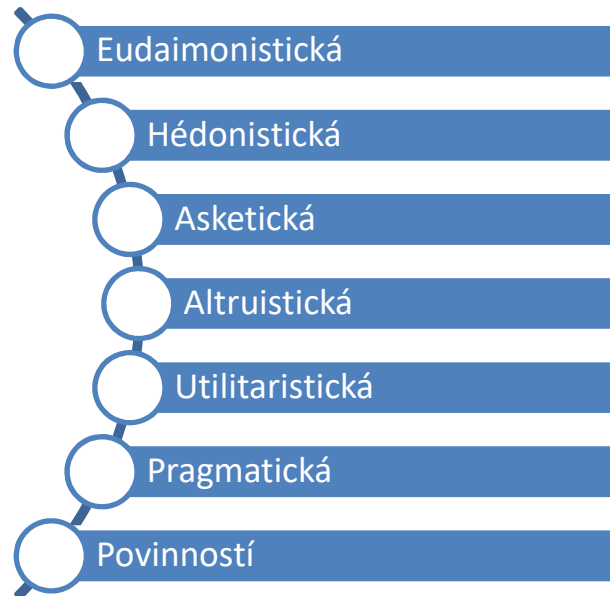 Eudaimonistická
Hédonistická
Asketická
Altruistická
Utilitaristická
Pragmatická
Povinností